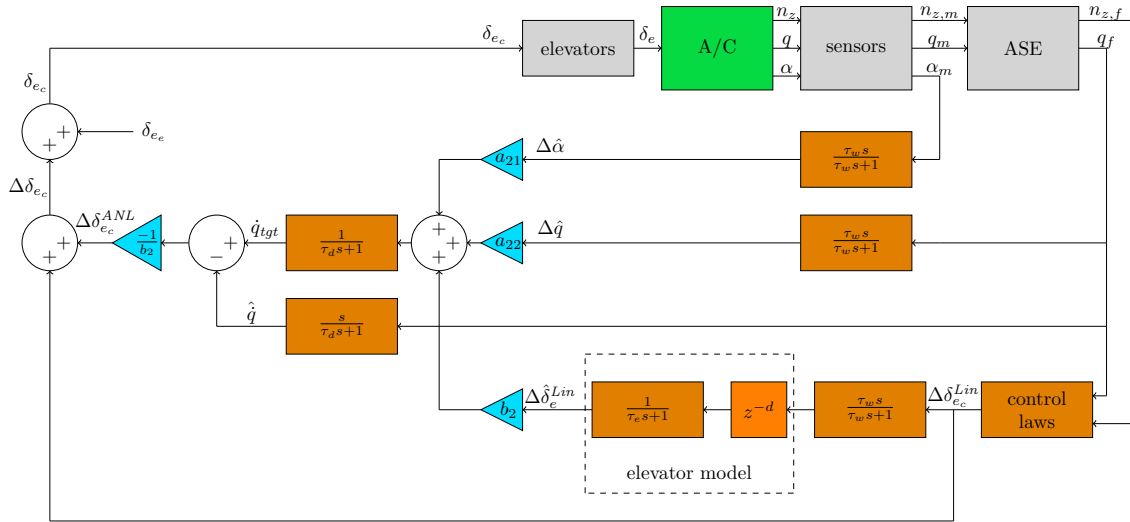 n_z
n_{z,m}
n_{z,f}
δ_{e_c} elevators δ_e A/C q sensors q_m ASE q_f
α
α_m
δ_{e_c}
+
+
δ_{e_e}
a_{21}
Δα̂
τ_w s / τ_w s+1
Δδ_{e_c}
Δδ_{e_c}^{ANL}
q̇_{tgt}
+
+
-1/b_2
+
−
1 / τ_d s+1
+
+
+
a_{22}
Δq̂
τ_w s / τ_w s+1
q̇̂
s / τ_d s+1
b_2
Δδ̂_e^{Lin}
1 / τ_e s+1
z^{-d}
τ_w s / τ_w s+1
Δδ_{e_c}^{Lin}
control
laws
elevator model